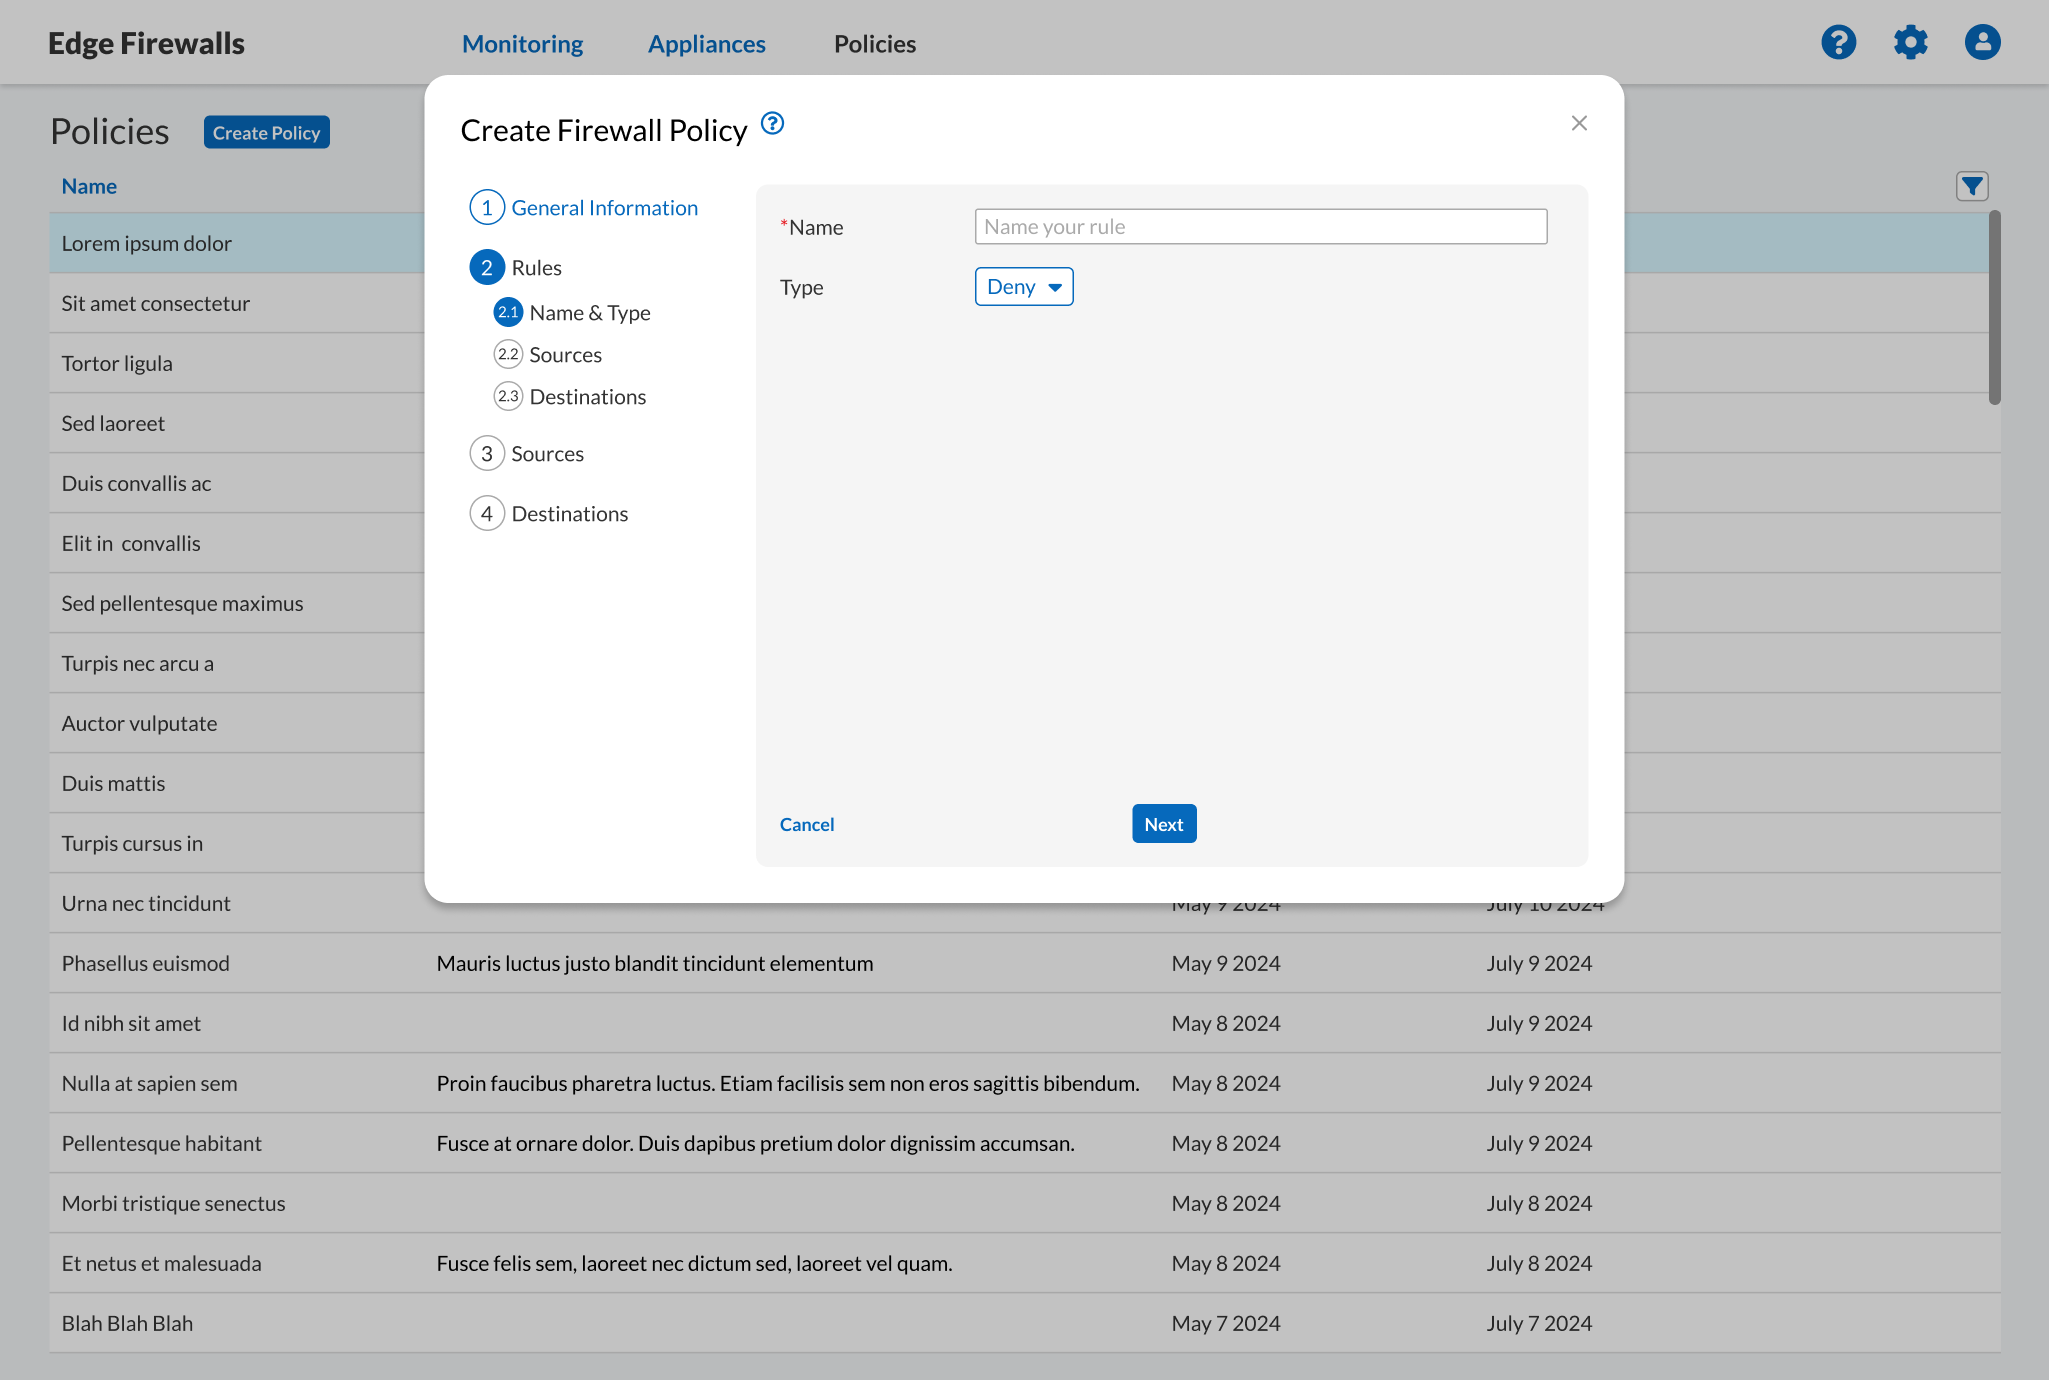 Edge Firewalls
Monitoring
Appliances
Policies
Policies
Create Policy
Name
Lorem ipsum dolor
Sit amet consectetur
Tortor ligula
Sed laoreet
Duis convallis ac
Elit in convallis
Sed pellentesque maximus
Turpis nec arcu a
Auctor vulputate
Duis mattis
Turpis cursus in
Create Firewall Policy ?
1 General Information
2 Rules
2.1 Name & Type
2.2 Sources
2.3 Destinations
3 Sources
4 Destinations
*Name
Name your rule
Type
Deny
Cancel
Next
Urna nec tincidunt May 9 2024 July 10 2024
Phasellus euismod Mauris luctus justo blandit tincidunt elementum May 9 2024 July 9 2024
Id nibh sit amet May 8 2024 July 9 2024
Nulla at sapien sem Proin faucibus pharetra luctus. Etiam facilisis sem non eros sagittis bibendum. May 8 2024 July 9 2024
Pellentesque habitant Fusce at ornare dolor. Duis dapibus pretium dolor dignissim accumsan. May 8 2024 July 9 2024
Morbi tristique senectus May 8 2024 July 8 2024
Et netus et malesuada Fusce felis sem, laoreet nec dictum sed, laoreet vel quam. May 8 2024 July 8 2024
Blah Blah Blah May 7 2024 July 7 2024